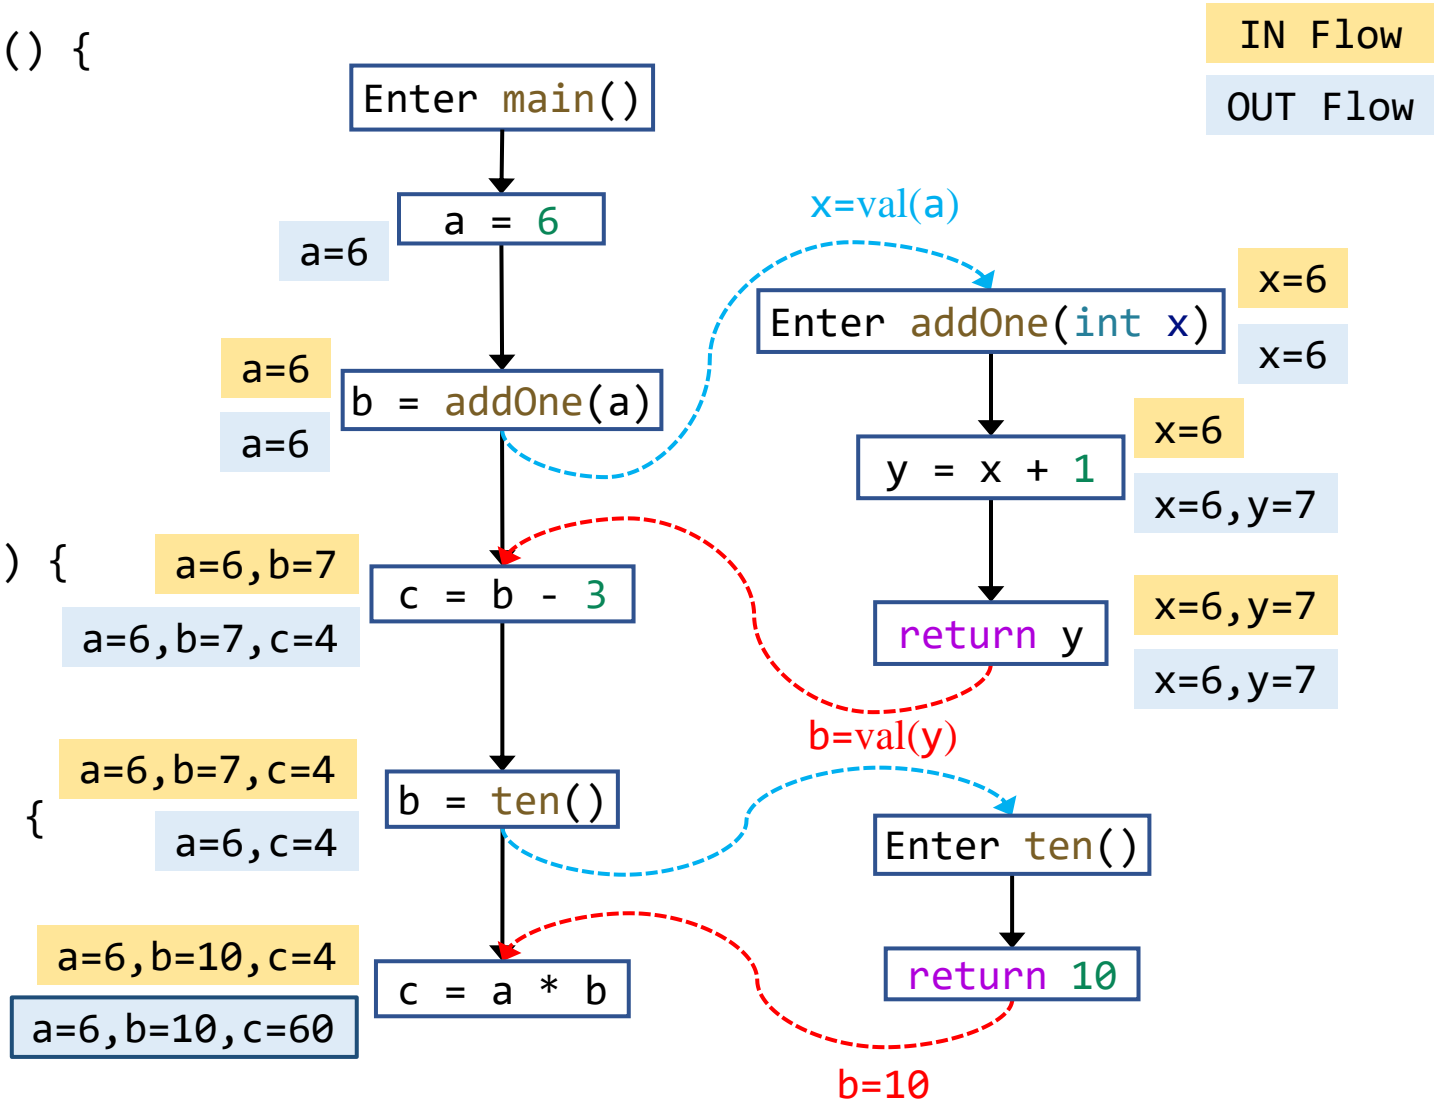 () {
IN Flow
OUT Flow
Enter main()
a = 6
a=6
x=val(a)
x=6
Enter addOne(int x)
x=6
a=6
b = addOne(a)
a=6
x=6
y = x + 1
x=6,y=7
) {
a=6,b=7
c = b - 3
a=6,b=7,c=4
x=6,y=7
return y
x=6,y=7
b=val(y)
a=6,b=7,c=4
b = ten()
{
a=6,c=4
Enter ten()
a=6,b=10,c=4
c = a * b
return 10
a=6,b=10,c=60
b=10